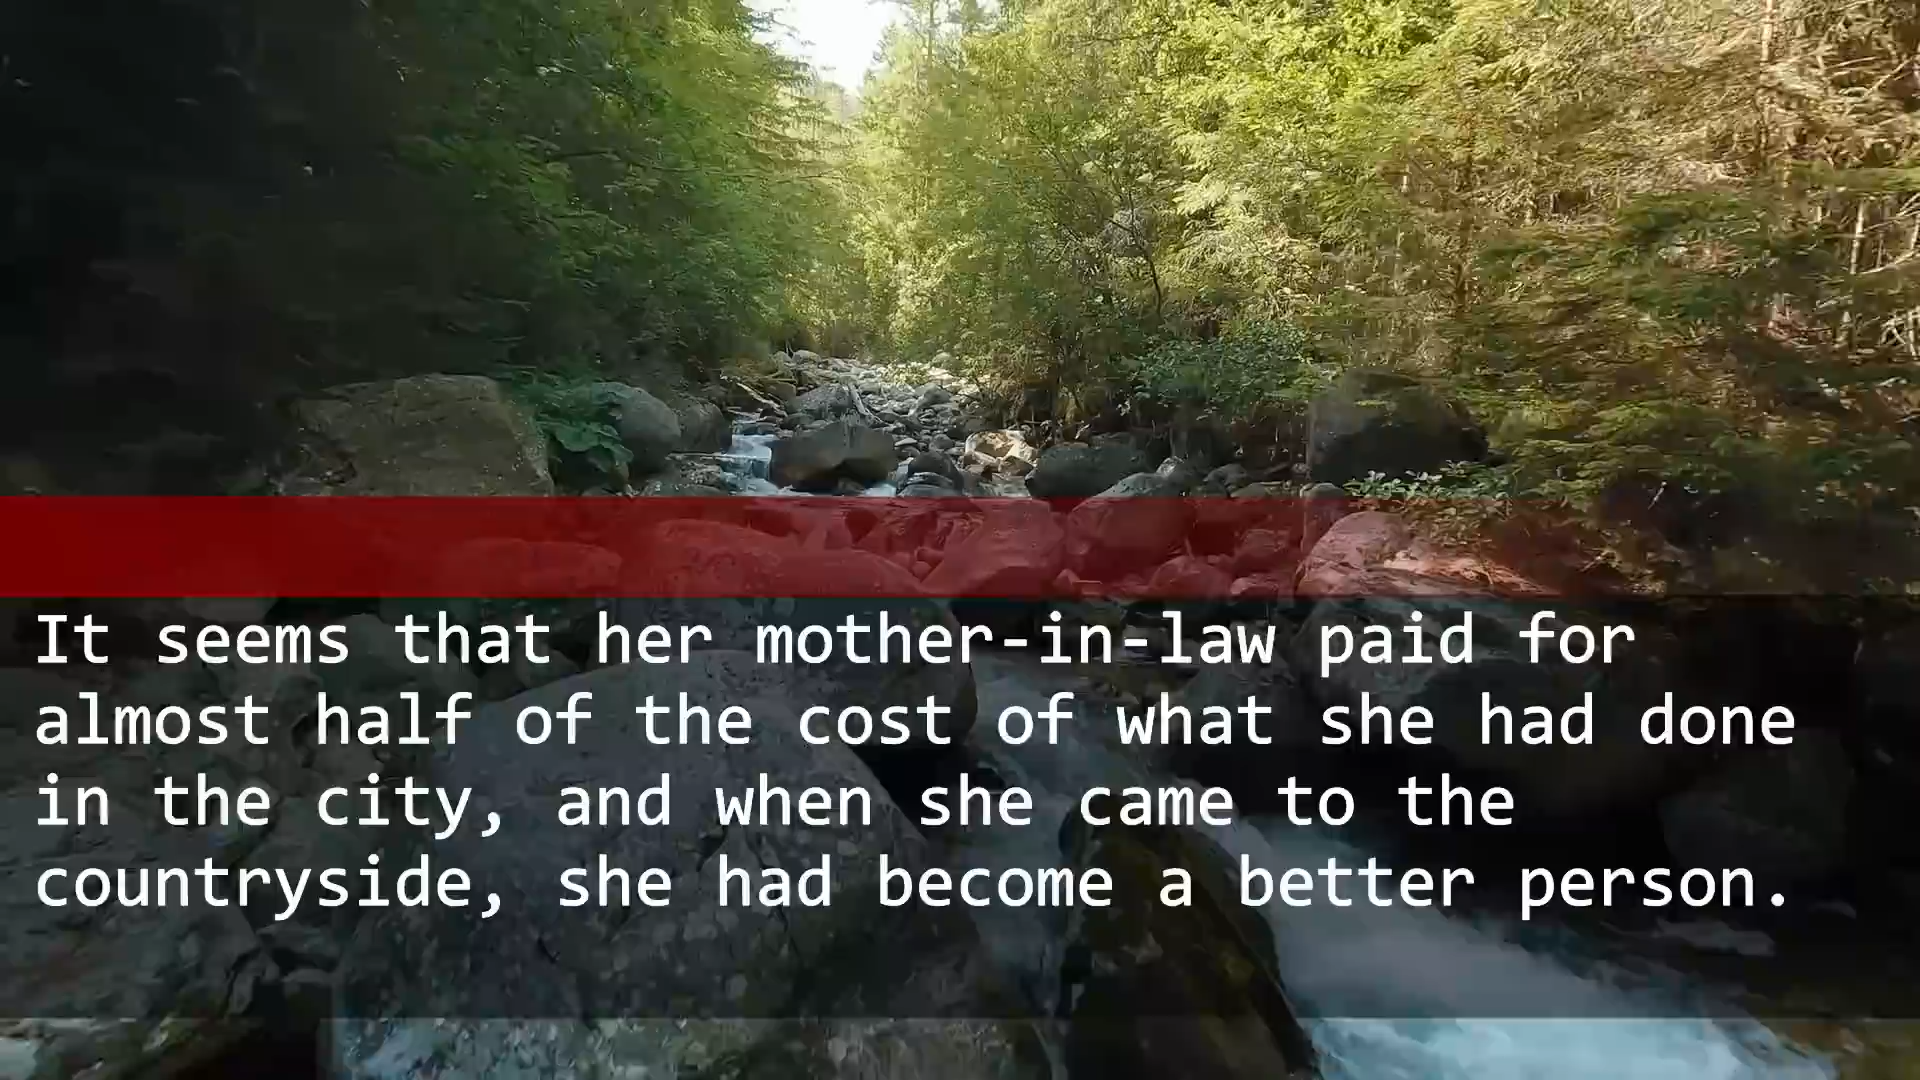 It seems that her mother-in-law paid for
almost half of the cost of what she had done
in the city, and when she came to the
countryside, she had become a better person.